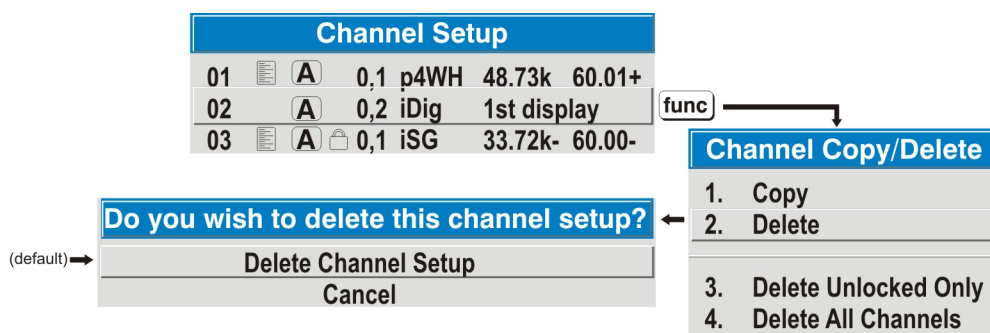 Channel Setup
01 A 0,1 p4WH 48.73k 60.01+
02 A 0,2 iDig 1st display
03 A 0,1 iSG 33.72k- 60.00-
func
Channel Copy/Delete
1. Copy
2. Delete
3. Delete Unlocked Only
4. Delete All Channels
Do you wish to delete this channel setup?
(default)
Delete Channel Setup
Cancel